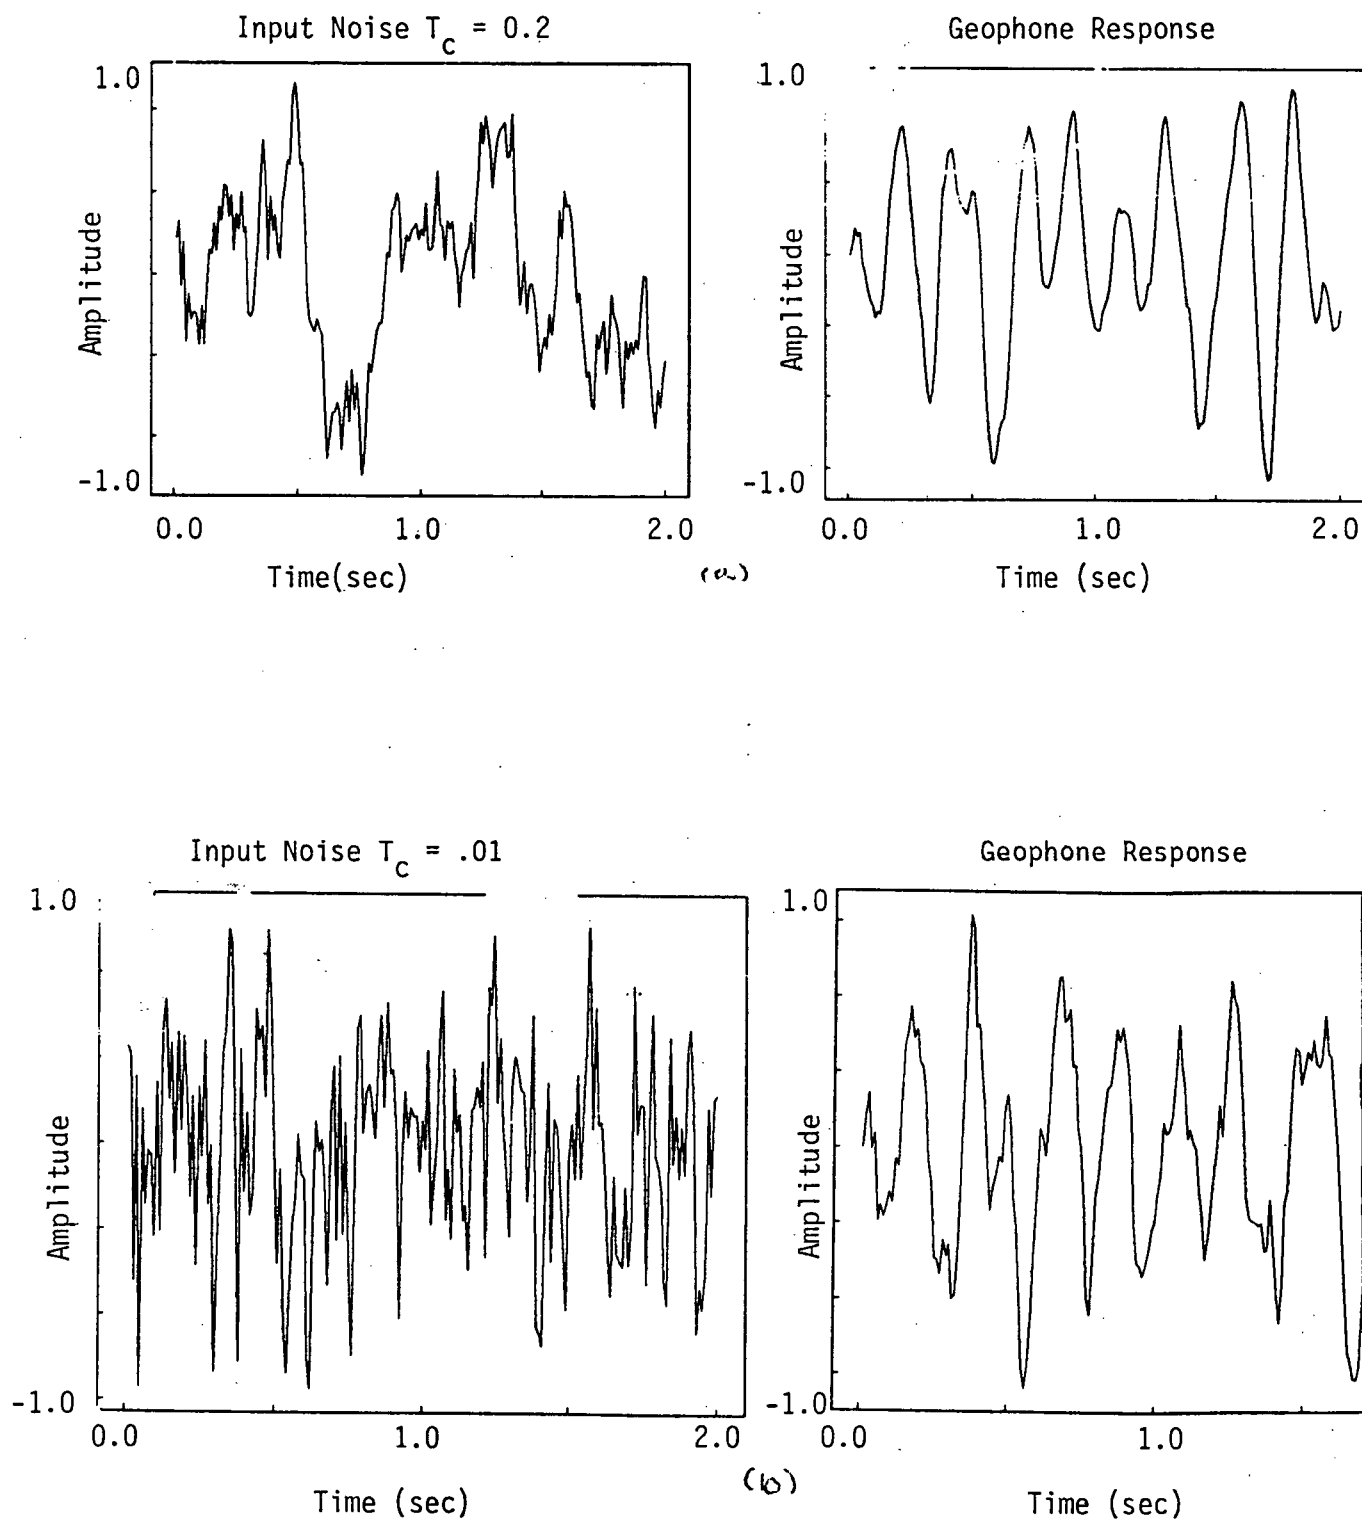 Input Noise Tc = 0.2
Geophone Response
1.0
1.0
Amplitude
Amplitude
-1.0
-1.0
0.0 1.0 2.0
0.0 1.0 2.0
Time(sec)
(a)
Time (sec)
Input Noise Tc = .01
Geophone Response
1.0
1.0
Amplitude
Amplitude
-1.0
-1.0
0.0 1.0 2.0
0.0 1.0
(b)
Time (sec)
Time (sec)